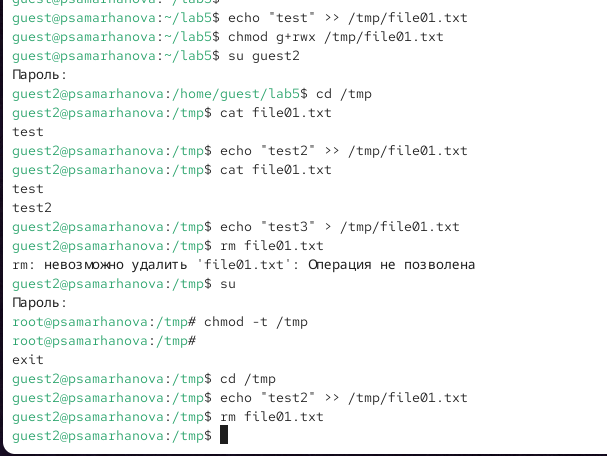 guest@psamarhanova:~/lab5$
guest@psamarhanova:~/lab5$ echo "test" >> /tmp/file01.txt
guest@psamarhanova:~/lab5$ chmod g+rwx /tmp/file01.txt
guest@psamarhanova:~/lab5$ su guest2
Пароль:
guest2@psamarhanova:/home/guest/lab5$ cd /tmp
guest2@psamarhanova:/tmp$ cat file01.txt
test
guest2@psamarhanova:/tmp$ echo "test2" >> /tmp/file01.txt
guest2@psamarhanova:/tmp$ cat file01.txt
test
test2
guest2@psamarhanova:/tmp$ echo "test3" > /tmp/file01.txt
guest2@psamarhanova:/tmp$ rm file01.txt
rm: невозможно удалить 'file01.txt': Операция не позволена
guest2@psamarhanova:/tmp$ su
Пароль:
root@psamarhanova:/tmp# chmod -t /tmp
root@psamarhanova:/tmp#
exit
guest2@psamarhanova:/tmp$ cd /tmp
guest2@psamarhanova:/tmp$ echo "test2" >> /tmp/file01.txt
guest2@psamarhanova:/tmp$ rm file01.txt
guest2@psamarhanova:/tmp$